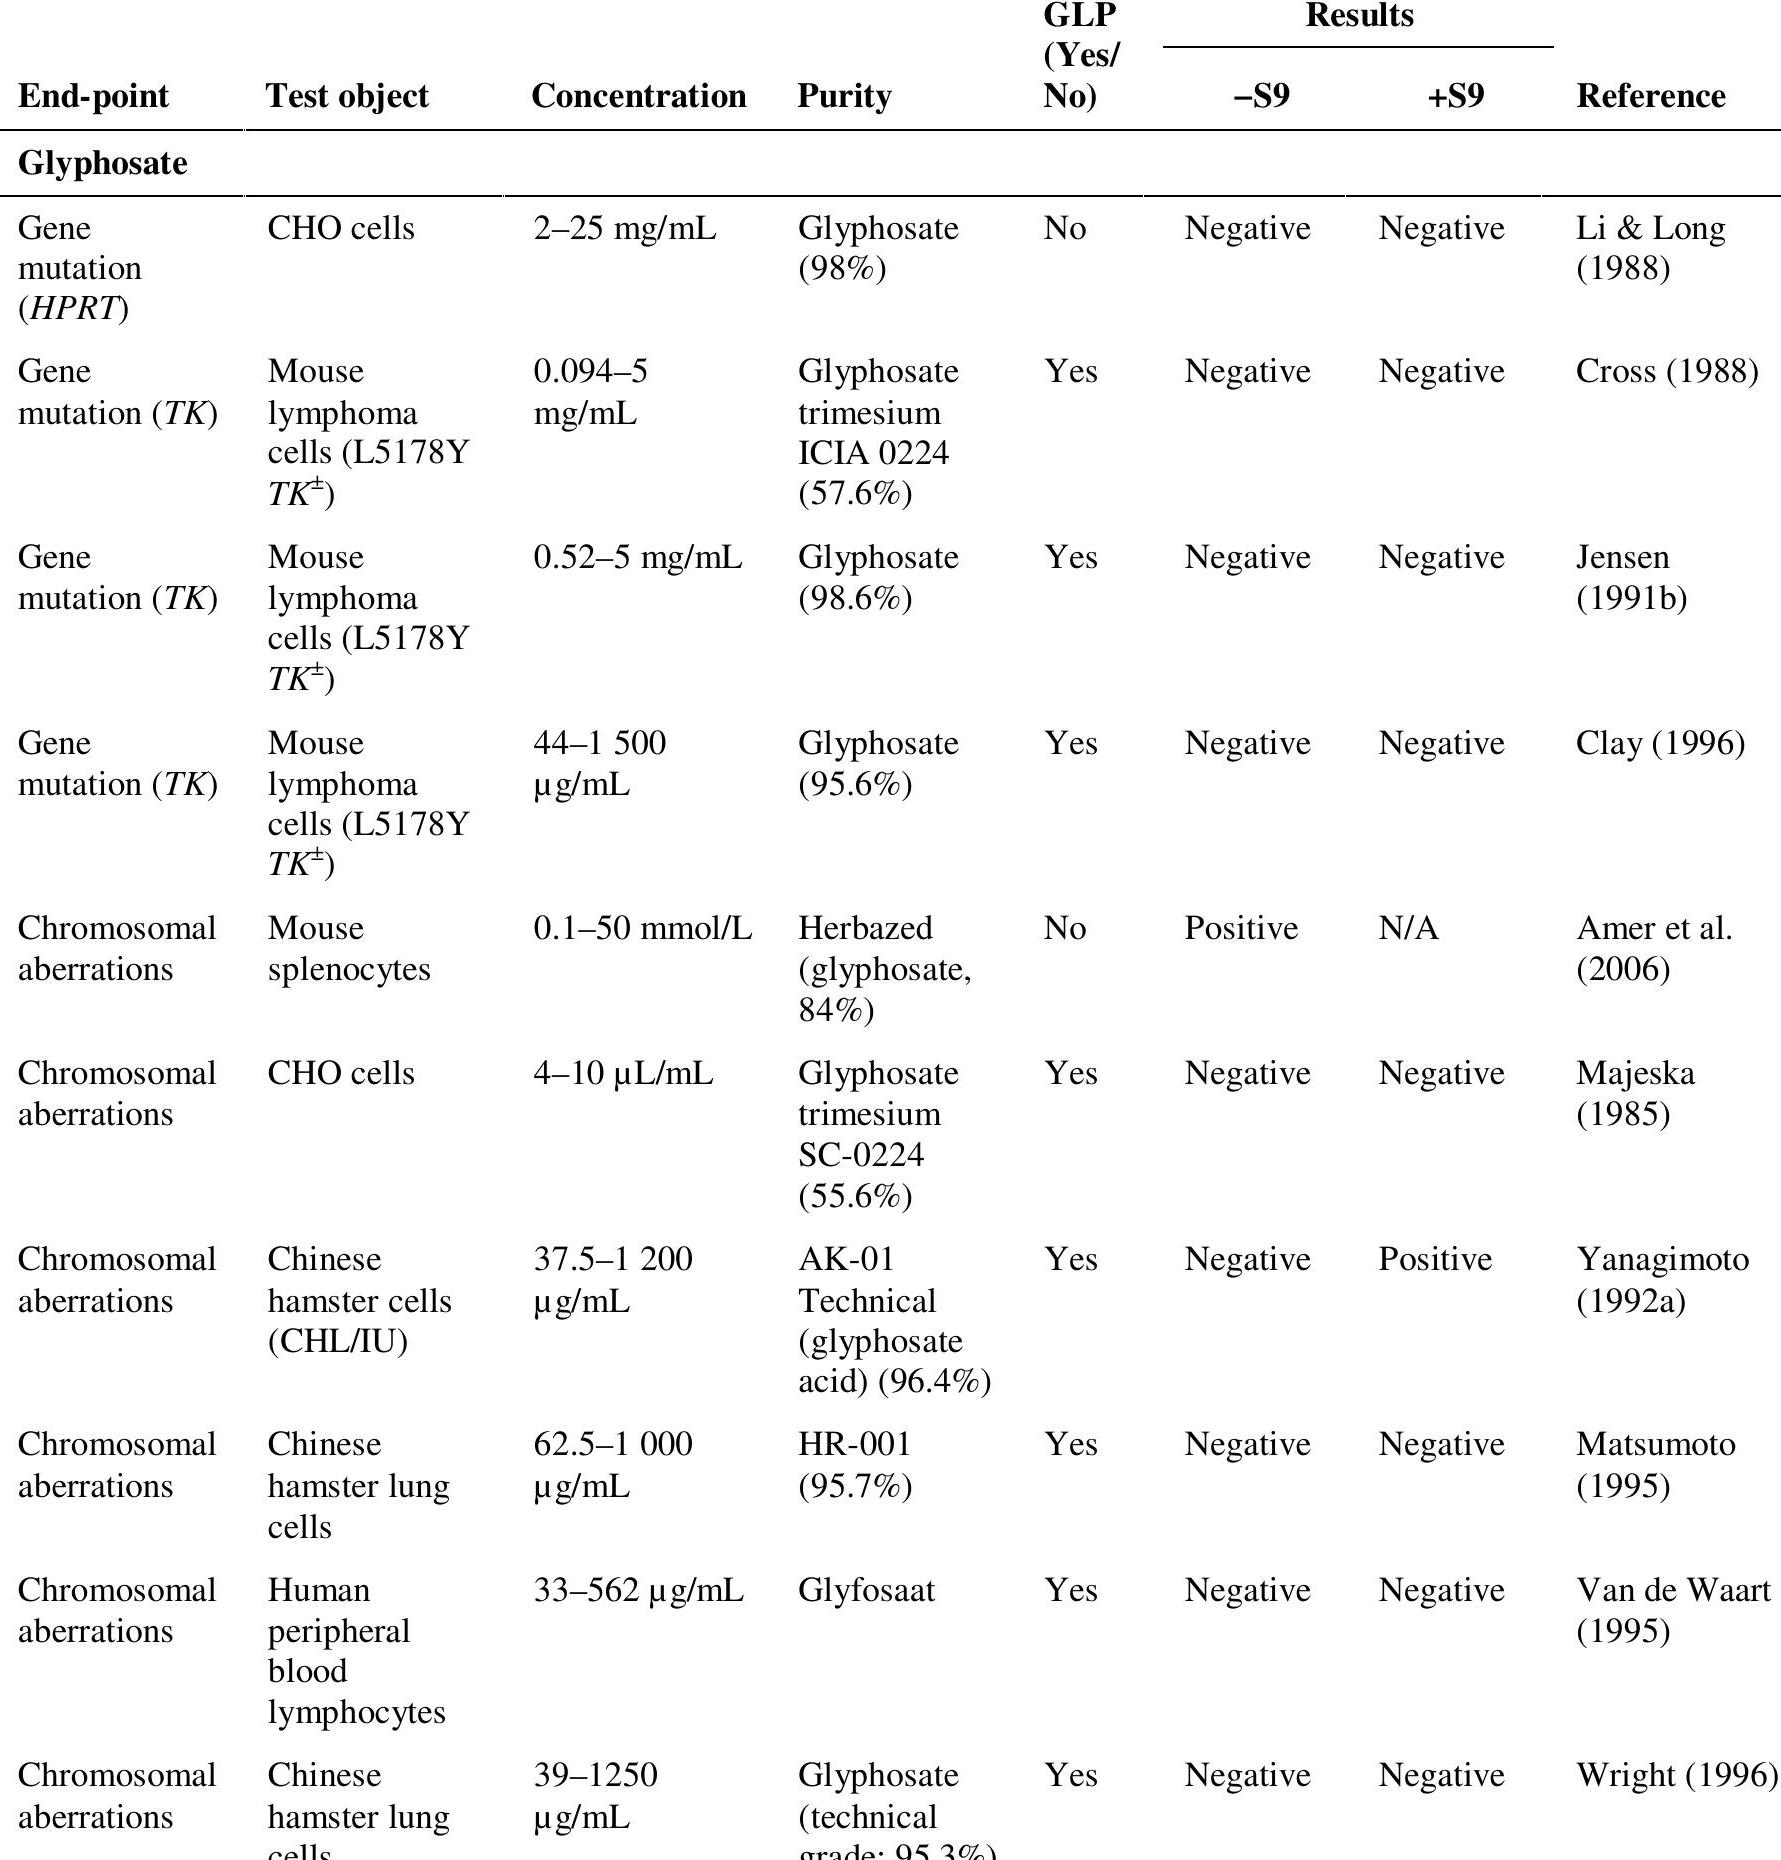 GLP (Yes/ No) Results
End-point Test object Concentration Purity –S9 +S9 Reference
Glyphosate
Gene CHO cells 2–25 mg/mL Glyphosate No Negative Negative Li & Long
mutation (98%) (1988)
(HPRT)
Gene Mouse 0.094–5 Glyphosate Yes Negative Negative Cross (1988)
mutation (TK) lymphoma mg/mL trimesium
cells (L5178Y ICIA 0224
TK±) (57.6%)
Gene Mouse 0.52–5 mg/mL Glyphosate Yes Negative Negative Jensen
mutation (TK) lymphoma (98.6%) (1991b)
cells (L5178Y
TK±)
Gene Mouse 44–1 500 Glyphosate Yes Negative Negative Clay (1996)
mutation (TK) lymphoma µg/mL (95.6%)
cells (L5178Y
TK±)
Chromosomal Mouse 0.1–50 mmol/L Herbazed No Positive N/A Amer et al.
aberrations splenocytes (glyphosate, (2006)
84%)
Chromosomal CHO cells 4–10 µL/mL Glyphosate Yes Negative Negative Majeska
aberrations trimesium (1985)
SC-0224
(55.6%)
Chromosomal Chinese 37.5–1 200 AK-01 Yes Negative Positive Yanagimoto
aberrations hamster cells µg/mL Technical (1992a)
(CHL/IU) (glyphosate
acid) (96.4%)
Chromosomal Chinese 62.5–1 000 HR-001 Yes Negative Negative Matsumoto
aberrations hamster lung µg/mL (95.7%) (1995)
cells
Chromosomal Human 33–562 µg/mL Glyfosaat Yes Negative Negative Van de Waart
aberrations peripheral (1995)
blood
lymphocytes
Chromosomal Chinese 39–1250 Glyphosate Yes Negative Negative Wright (1996)
aberrations hamster lung µg/mL (technical
cells grade; 95.3%)